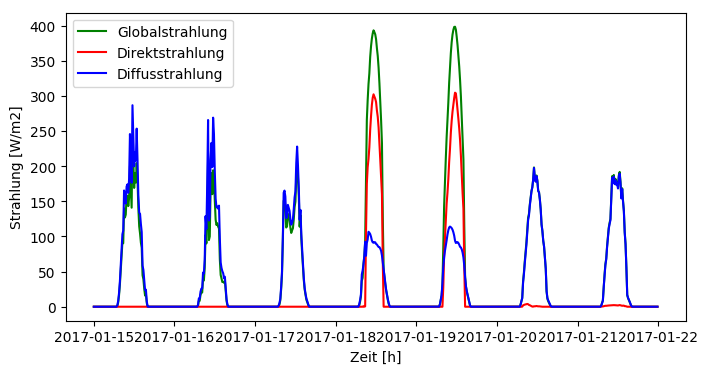 Globalstrahlung
Direktstrahlung
Diffusstrahlung
400
350
300
250
200
150
100
50
0
Strahlung [W/m2]
2017-01-15 2017-01-16 2017-01-17 2017-01-18 2017-01-19 2017-01-20 2017-01-21 2017-01-22
Zeit [h]